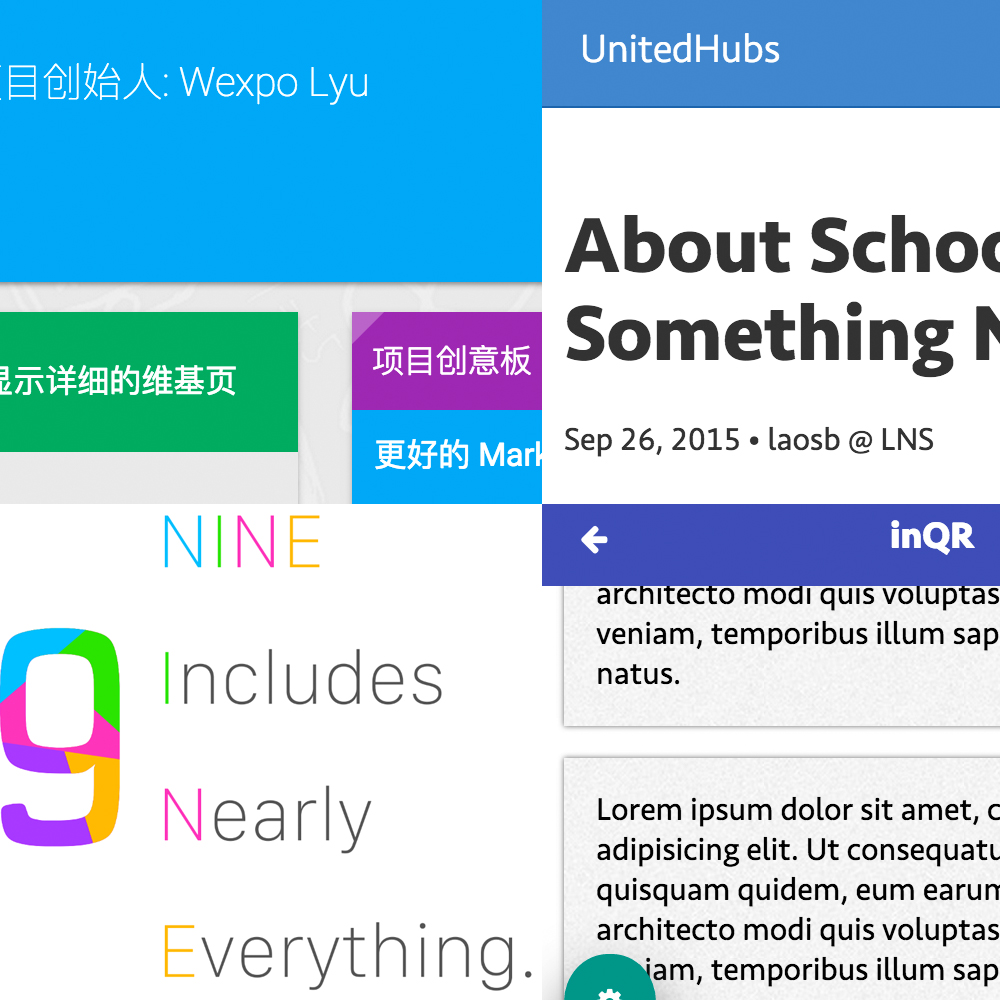 项目创始人: Wexpo Lyu
显示详细的维基页
项目创意板
更好的 Mark
UnitedHubs
About Schoo
Something N
Sep 26, 2015 • laosb @ LNS
NINE
Includes
Nearly
Everything.
9
inQR
architecto modi quis voluptas
veniam, temporibus illum sap
natus.
Lorem ipsum dolor sit amet, c
adipisicing elit. Ut consequatu
quisquam quidem, eum earum
architecto modi quis voluptas
iam, temporibus illum sap